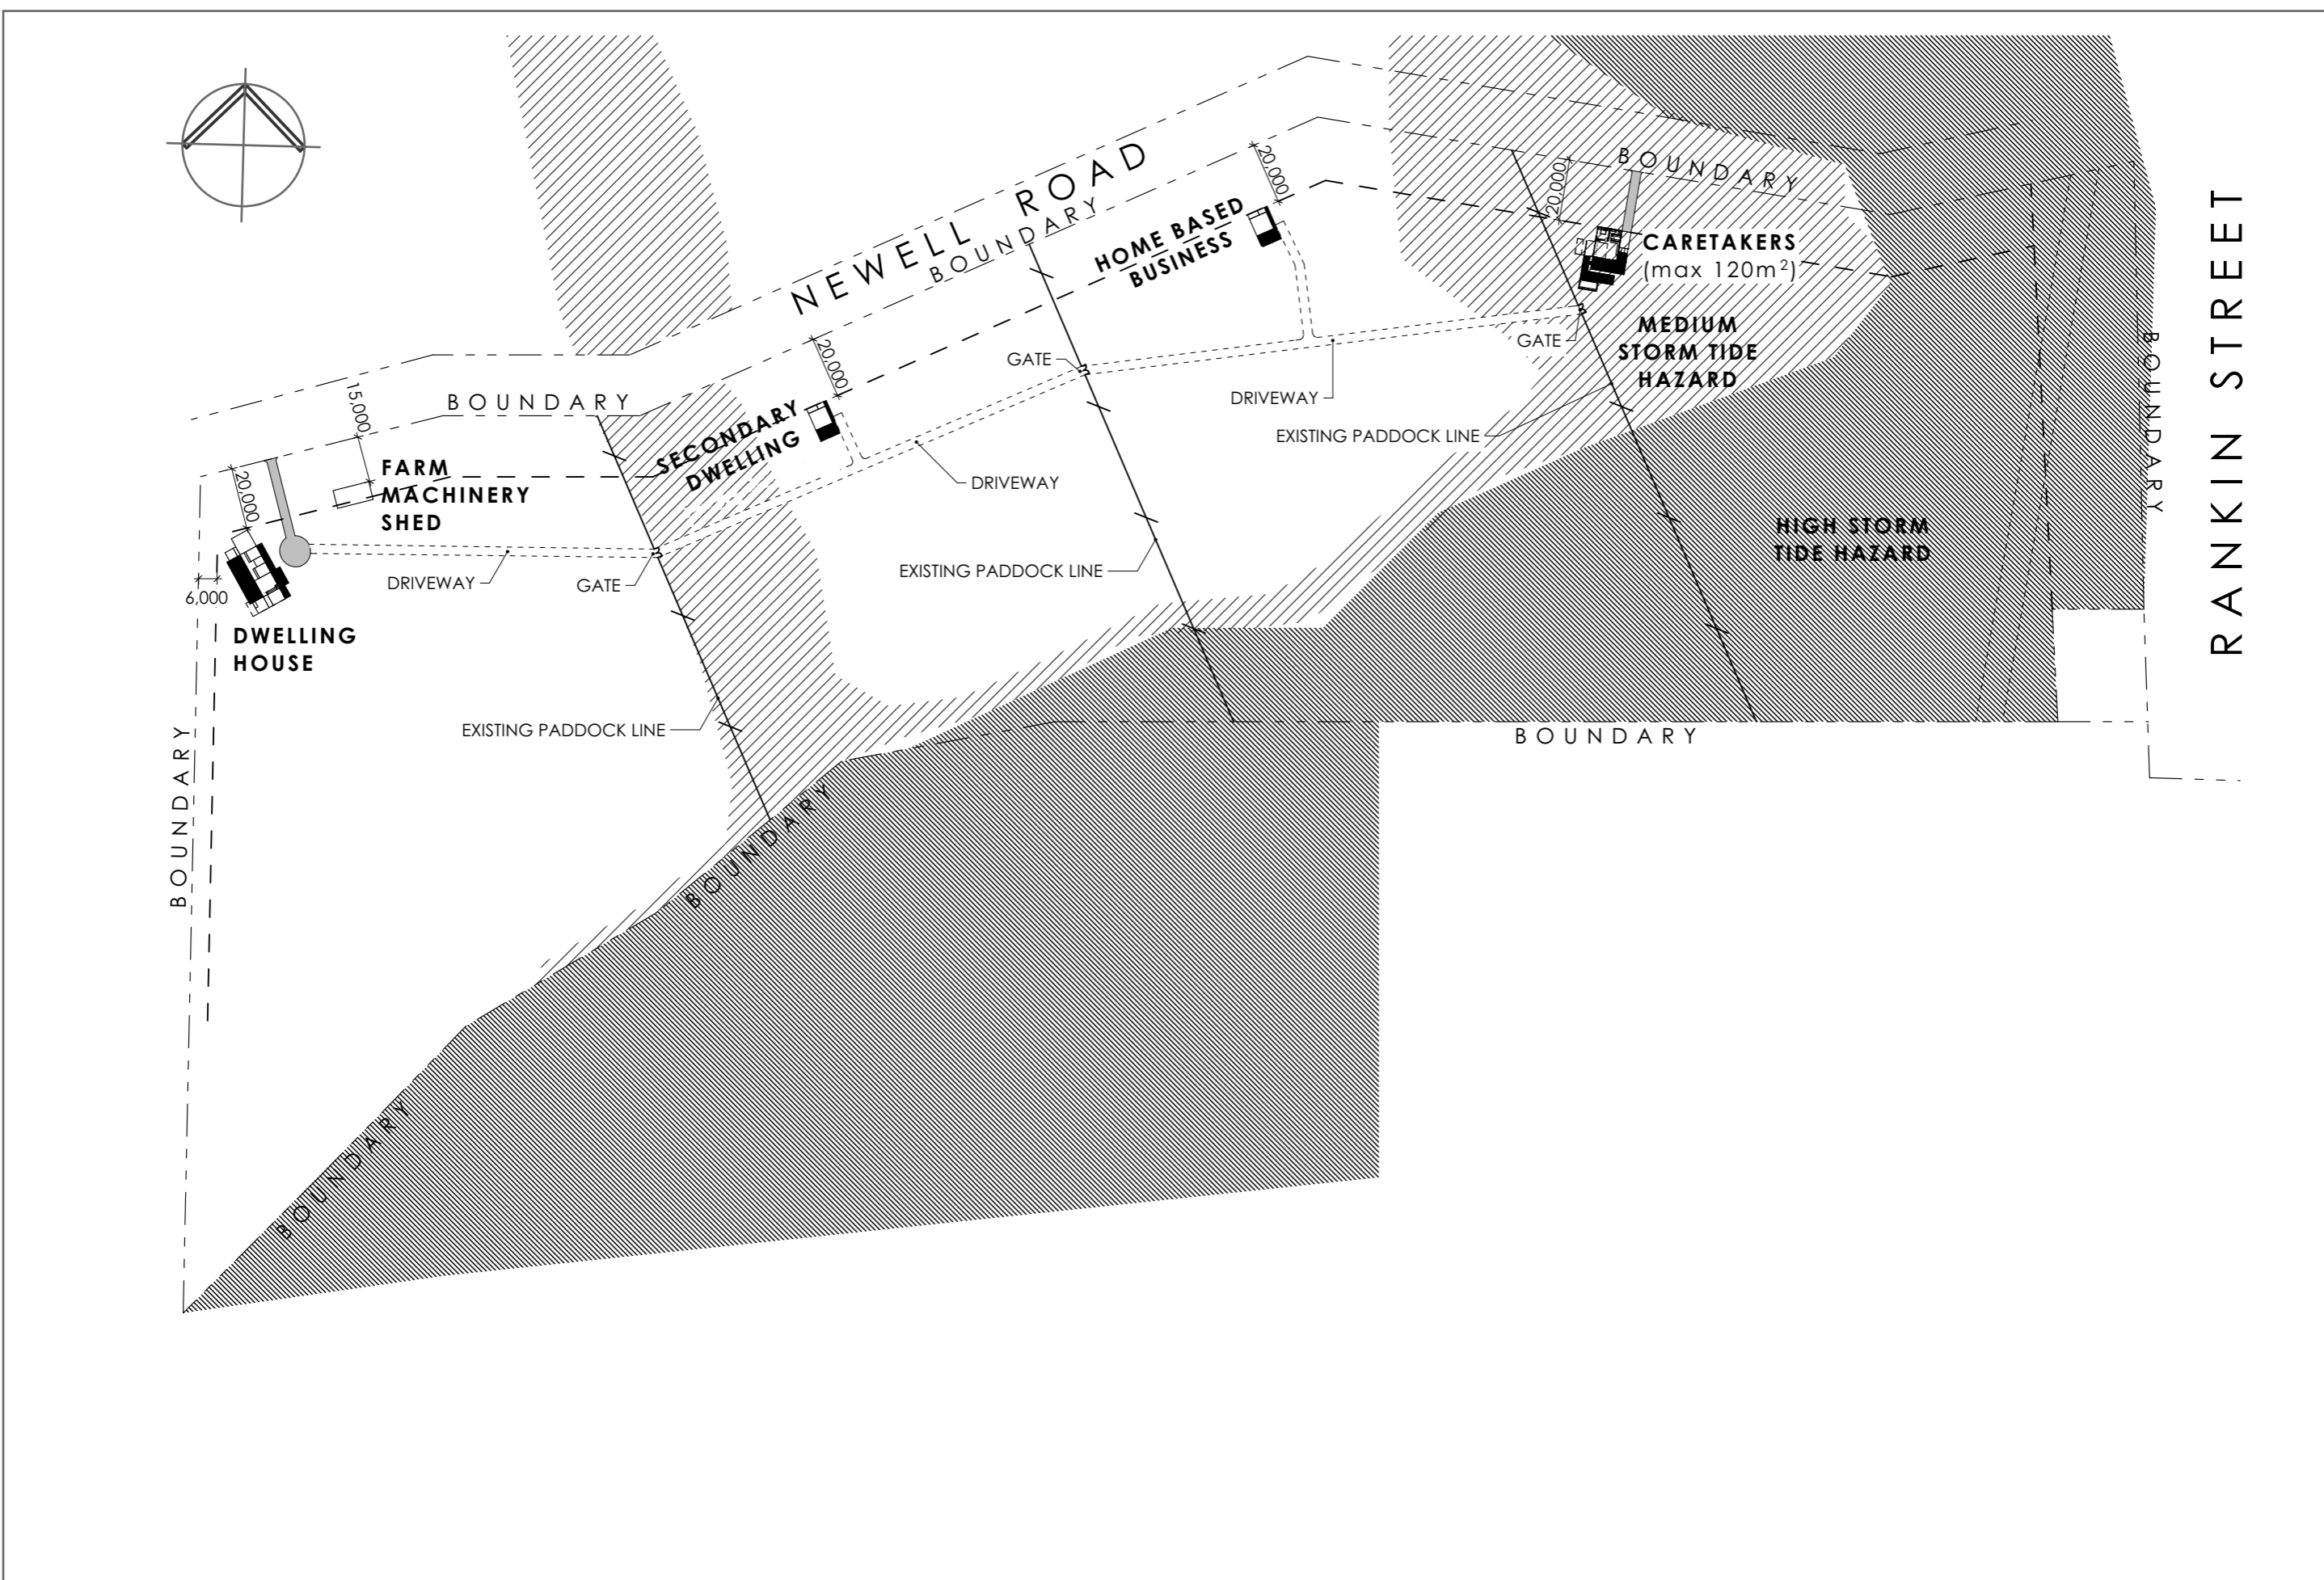 NEWELL ROAD
BOUNDARY
20,000
20,000
BOUNDARY
HOME BASED
BUSINESS
CARETAKERS
(max 120m²)
RANKIN STREET
MEDIUM
STORM TIDE
HAZARD
GATE
GATE
20,000
DRIVEWAY
BOUNDARY
15,000
BOUNDARY
SECONDARY
DWELLING
EXISTING PADDOCK LINE
FARM
MACHINERY
SHED
20,000
DRIVEWAY
HIGH STORM
TIDE HAZARD
EXISTING PADDOCK LINE
DRIVEWAY
GATE
6,000
DWELLING
HOUSE
EXISTING PADDOCK LINE
BOUNDARY
BOUNDARY
BOUNDARY
BOUNDARY